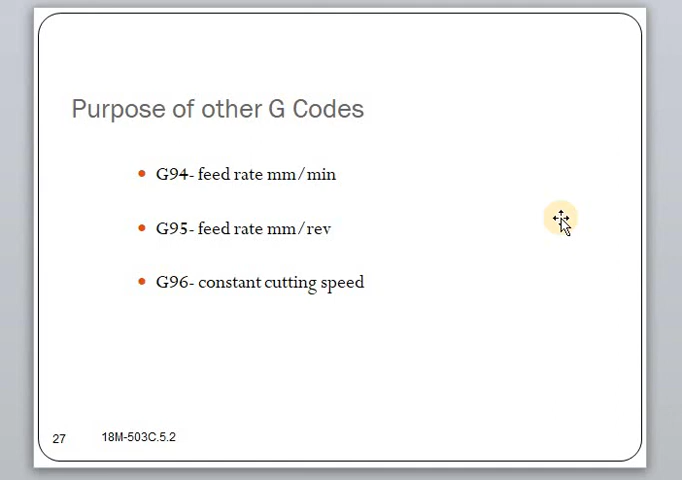 Purpose of other G Codes
• G94- feed rate mm/min
• G95- feed rate mm/rev
• G96- constant cutting speed
27 18M-503C.5.2